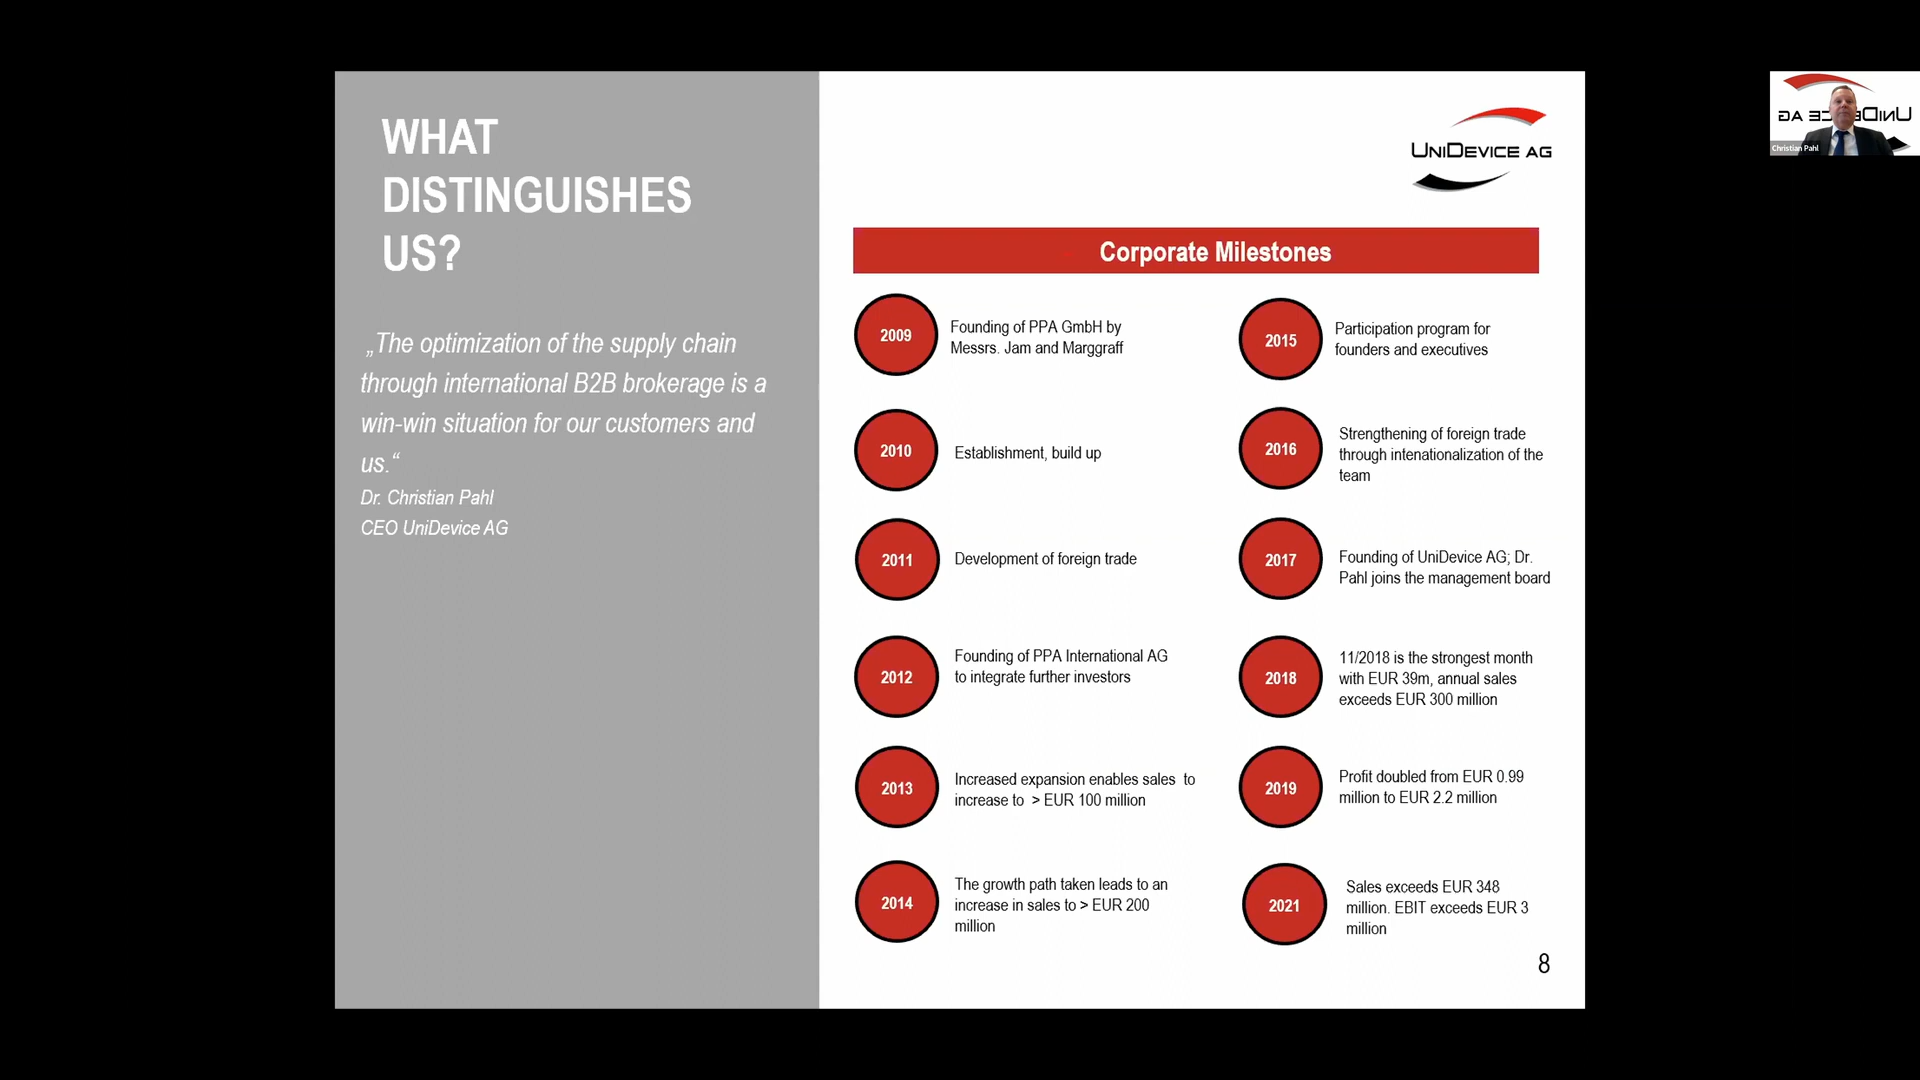 WHAT
DISTINGUISHES
US?
„The optimization of the supply chain
through international B2B brokerage is a
win-win situation for our customers and
us.“
Dr. Christian Pahl
CEO UniDevice AG
UNIDEVICE AG
Corporate Milestones
2009
Founding of PPA GmbH by
Messrs. Jam and Marggraff
2010
Establishment, build up
2011
Development of foreign trade
2012
Founding of PPA International AG
to integrate further investors
2013
Increased expansion enables sales to
increase to > EUR 100 million
2014
The growth path taken leads to an
increase in sales to > EUR 200
million
2015
Participation program for
founders and executives
2016
Strengthening of foreign trade
through intenationalization of the
team
2017
Founding of UniDevice AG; Dr.
Pahl joins the management board
2018
11/2018 is the strongest month
with EUR 39m, annual sales
exceeds EUR 300 million
2019
Profit doubled from EUR 0.99
million to EUR 2.2 million
2021
Sales exceeds EUR 348
million. EBIT exceeds EUR 3
million
8
Christian Pahl